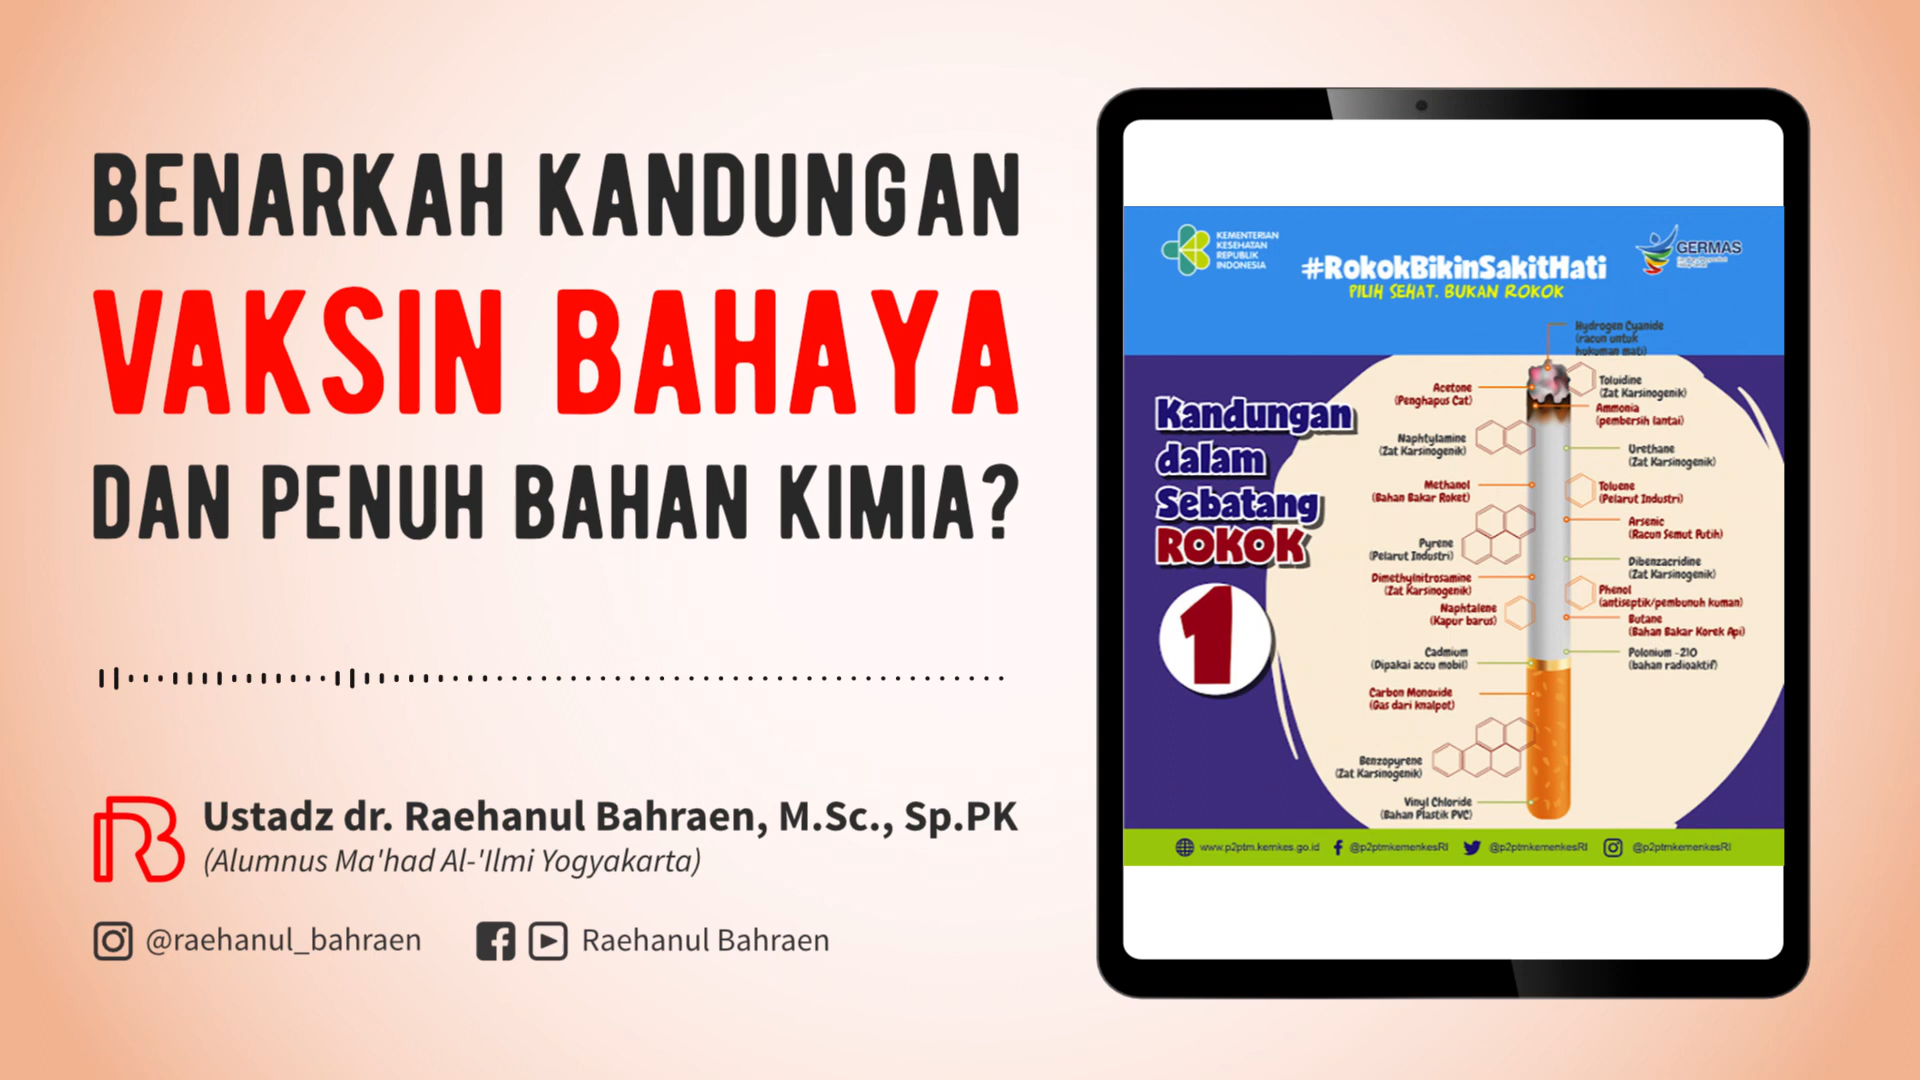 BENARKAH KANDUNGAN
VAKSIN BAHAYA
DAN PENUH BAHAN KIMIA?
Ustadz dr. Raehanul Bahraen, M.Sc., Sp.PK
(Alumnus Ma'had Al-'Ilmi Yogyakarta)
@raehanul_bahraen
Raehanul Bahraen
KEMENTERIAN
KESEHATAN
REPUBLIK
INDONESIA
#RokokBikinSakitHati
PILIH SEHAT. BUKAN ROKOK
GERMAS
Kandungan
dalam
Sebatang
ROKOK
1
Hydrogen Cyanide
(racun untuk
hukuman mati)
Acetone
(Penghapus Cat)
Naphtylamine
(Zat Karsinogenik)
Methanol
(Bahan Bakar Roket)
Pyrene
(Pelarut Industri)
Dimethylnitrosamine
(Zat Karsinogenik)
Naphtalene
(Kapur barus)
Cadmium
(Dipakai accu mobil)
Carbon Monoxide
(Gas dari knalpot)
Benzopyrene
(Zat Karsinogenik)
Vinyl Chloride
(Bahan Plastik PVC)
Toluidine
(Zat Karsinogenik)
Ammonia
(pembersih lantai)
Urethane
(Zat Karsinogenik)
Toluene
(Pelarut Industri)
Arsenic
(Racun Semut Putih)
Dibenzacridine
(Zat Karsinogenik)
Phenol
(antiseptik/pembunuh kuman)
Butane
(Bahan Bakar Korek Api)
Polonium -210
(bahan radioaktif)
www.p2ptm.kemkes.go.id
@p2ptmkemenkesRI
@p2ptmkemenkesRI
@p2ptmkemenkesRI